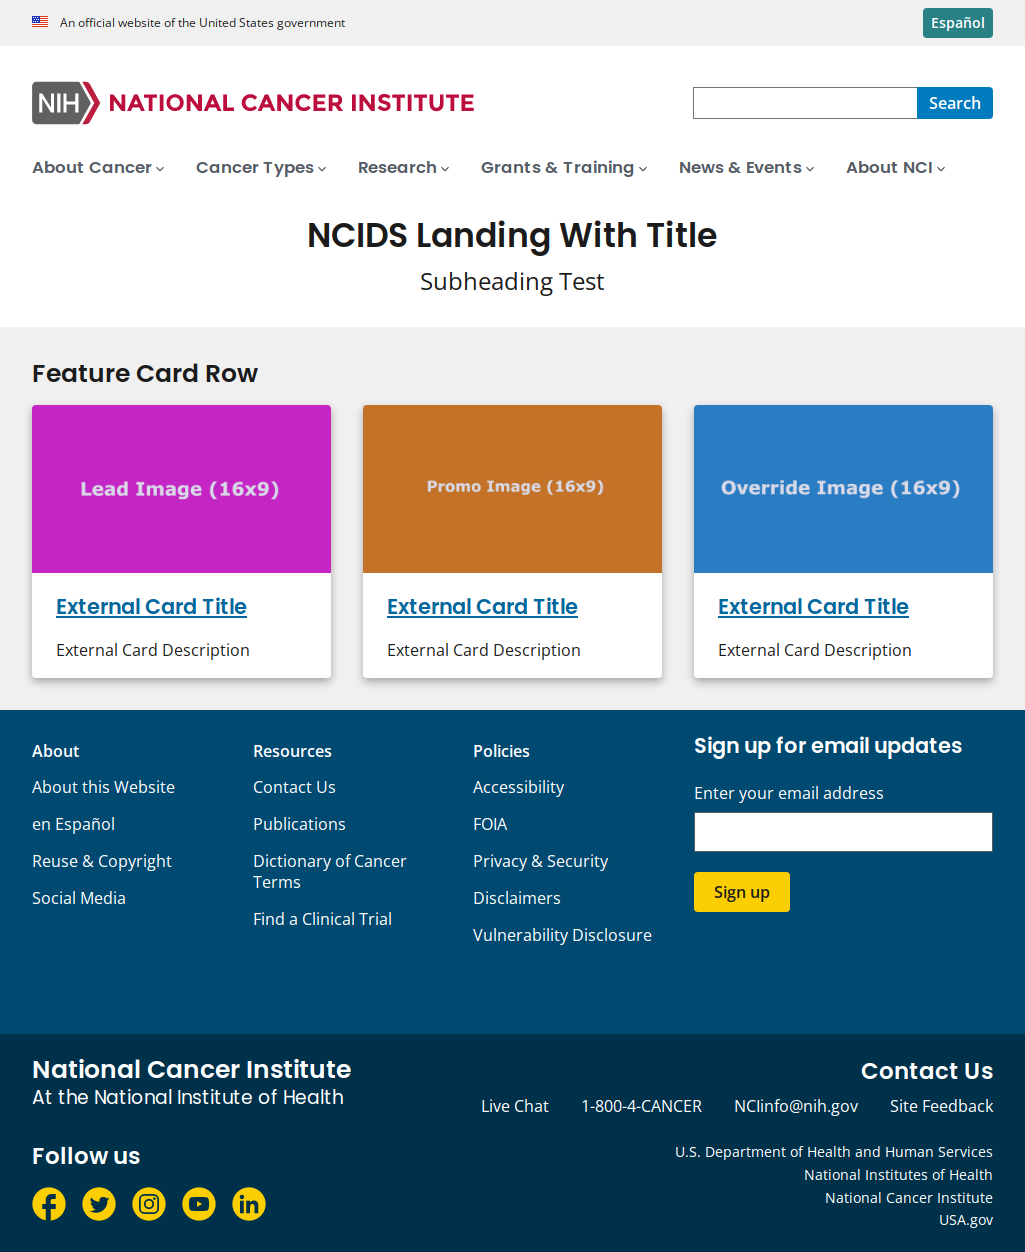 An official website of the United States government
Español
NIH NATIONAL CANCER INSTITUTE
Search
About Cancer Cancer Types Research Grants & Training News & Events About NCI
NCIDS Landing With Title
Subheading Test
Feature Card Row
Lead Image (16x9)
External Card Title
External Card Description
Promo Image (16x9)
External Card Title
External Card Description
Override Image (16x9)
External Card Title
External Card Description
About
About this Website
en Español
Reuse & Copyright
Social Media
Resources
Contact Us
Publications
Dictionary of Cancer
Terms
Find a Clinical Trial
Policies
Accessibility
FOIA
Privacy & Security
Disclaimers
Vulnerability Disclosure
Sign up for email updates
Enter your email address
Sign up
National Cancer Institute
At the National Institute of Health
Follow us
Contact Us
Live Chat 1-800-4-CANCER NCIinfo@nih.gov Site Feedback
U.S. Department of Health and Human Services
National Institutes of Health
National Cancer Institute
USA.gov